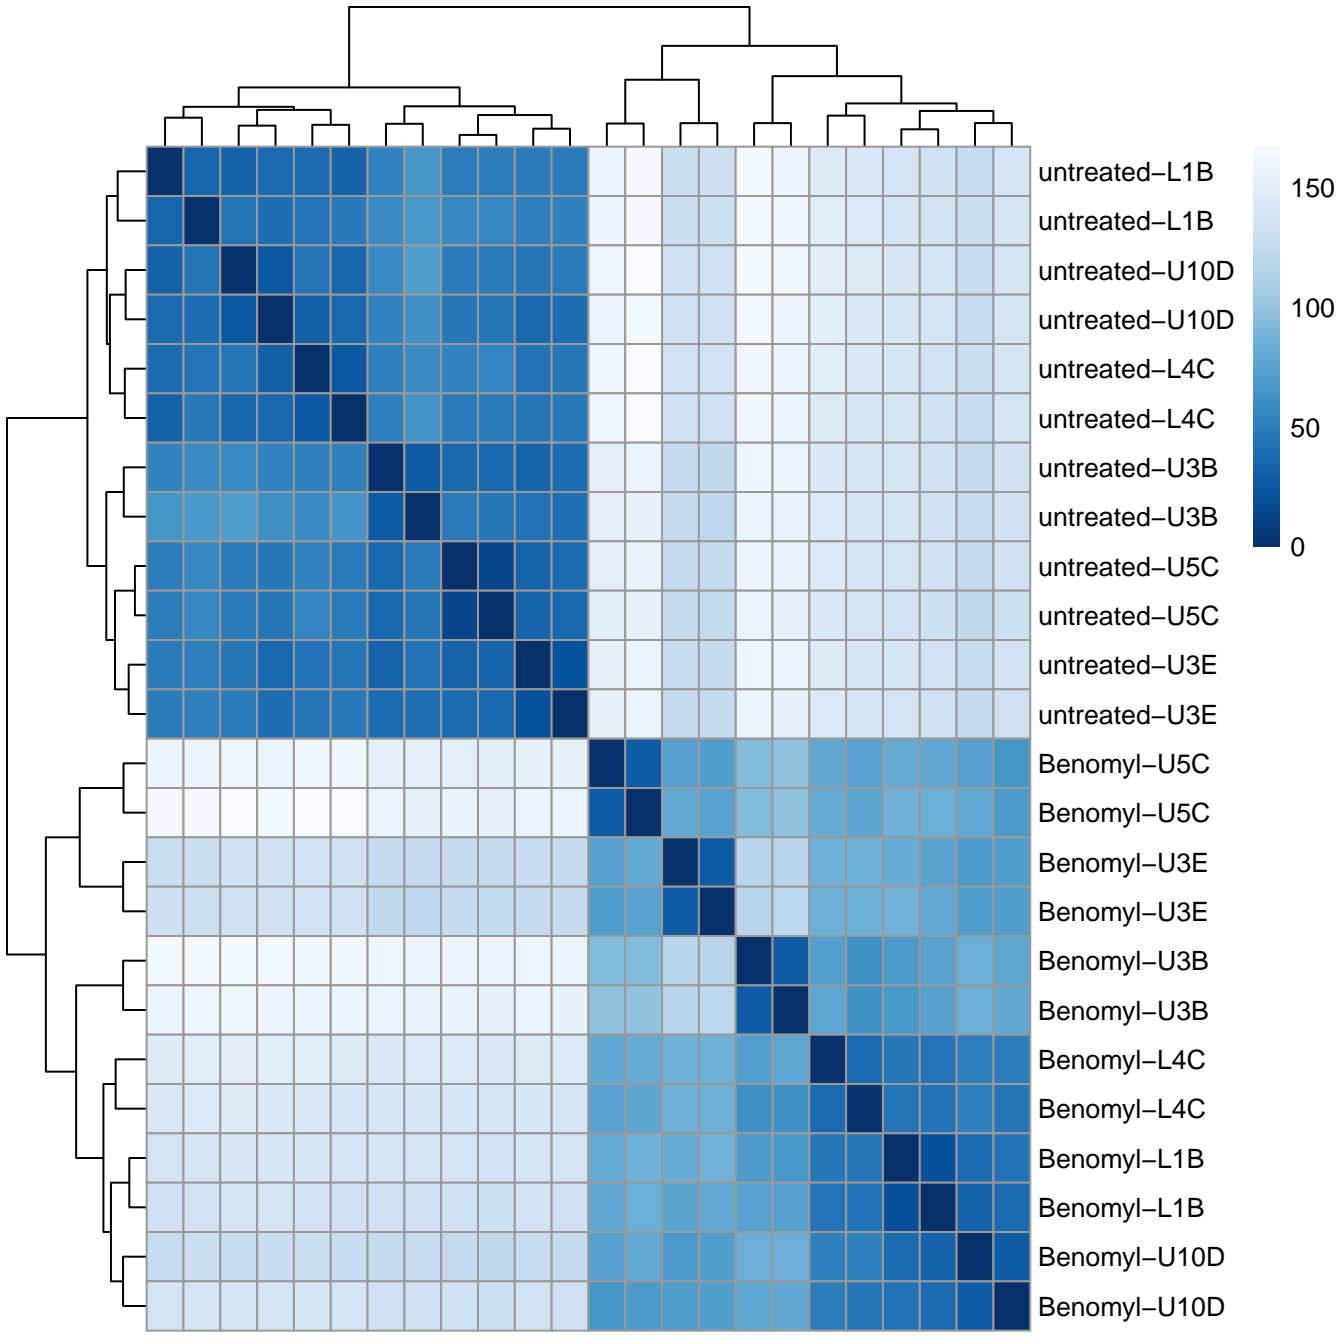 untreated−L1B
untreated−L1B
untreated−U10D
untreated−U10D
untreated−L4C
untreated−L4C
untreated−U3B
untreated−U3B
untreated−U5C
untreated−U5C
untreated−U3E
untreated−U3E
Benomyl−U5C
Benomyl−U5C
Benomyl−U3E
Benomyl−U3E
Benomyl−U3B
Benomyl−U3B
Benomyl−L4C
Benomyl−L4C
Benomyl−L1B
Benomyl−L1B
Benomyl−U10D
Benomyl−U10D
150
100
50
0